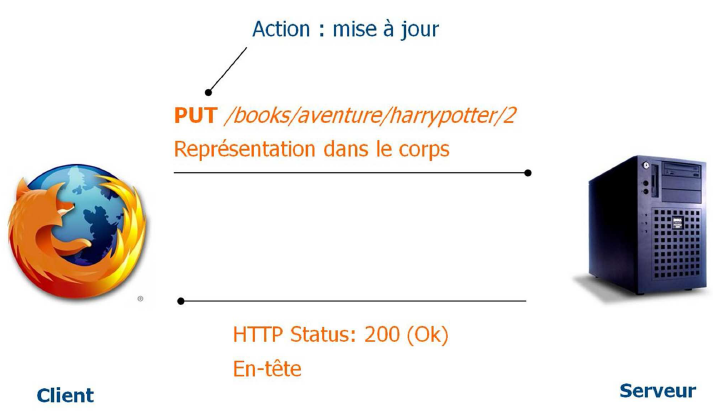 Action : mise à jour
PUT /books/aventure/harrypotter/2
Représentation dans le corps
HTTP Status: 200 (Ok)
En-tête
Client
Serveur